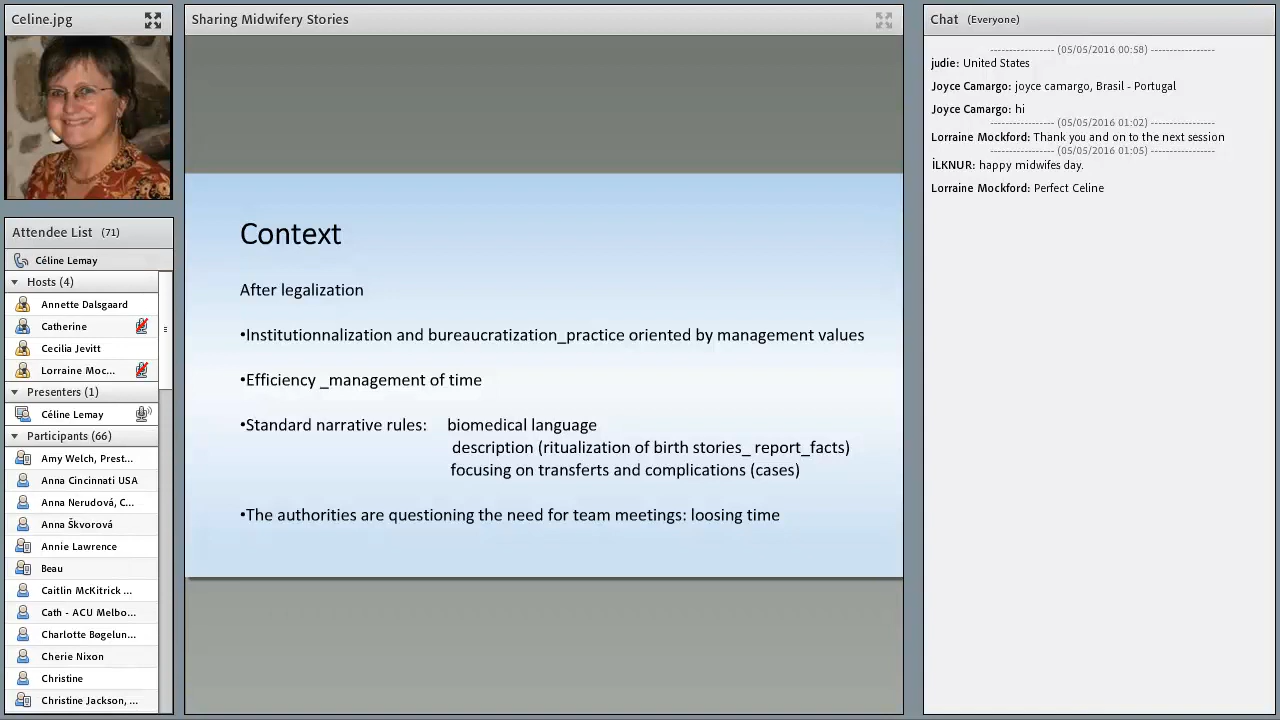 Celine.jpg
Attendee List (71)
Céline Lemay
Hosts (4)
Annette Dalsgaard
Catherine
Cecilia Jevitt
Lorraine Moc...
Presenters (1)
Céline Lemay
Participants (66)
Amy Welch, Prest...
Anna Cincinnati USA
Anna Nerudová, C...
Anna Škvorová
Annie Lawrence
Beau
Caitlin McKitrick ...
Cath - ACU Melbo...
Charlotte Bøgelun...
Cherie Nixon
Christine
Christine Jackson, ...
Sharing Midwifery Stories
Context
After legalization
•Institutionnalization and bureaucratization_practice oriented by management values
•Efficiency _management of time
•Standard narrative rules: biomedical language
description (ritualization of birth stories_ report_facts)
focusing on transferts and complications (cases)
•The authorities are questioning the need for team meetings: loosing time
Chat (Everyone)
----------------- (05/05/2016 00:58) -----------------
judie: United States
Joyce Camargo: joyce camargo, Brasil - Portugal
Joyce Camargo: hi
----------------- (05/05/2016 01:02) -----------------
Lorraine Mockford: Thank you and on to the next session
----------------- (05/05/2016 01:05) -----------------
İLKNUR: happy midwifes day.
Lorraine Mockford: Perfect Celine